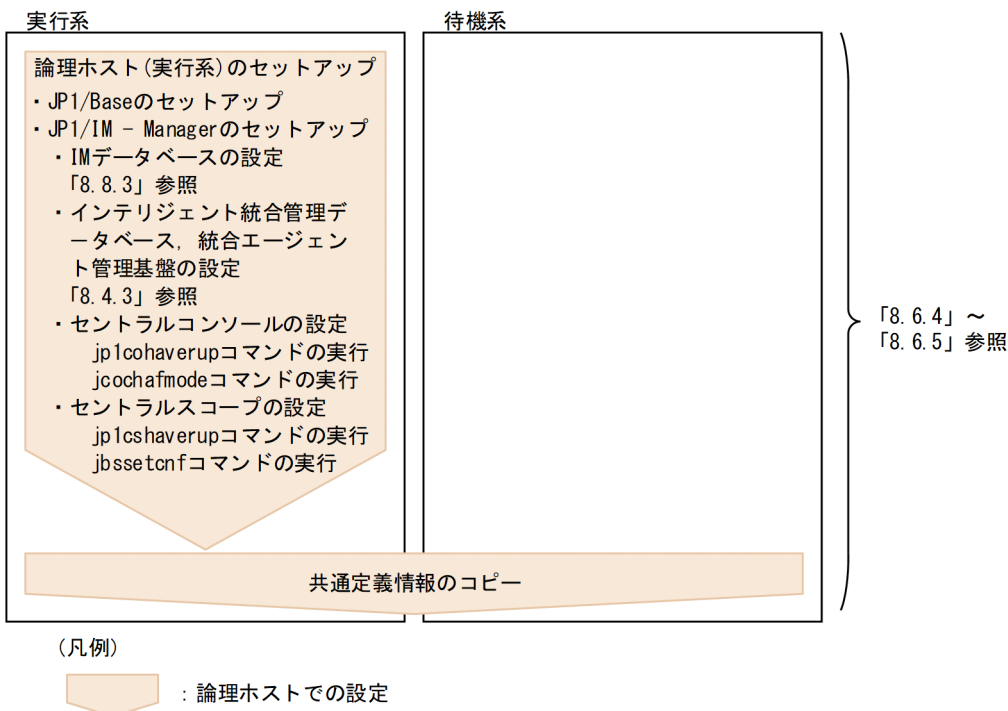 実行系
待機系
論理ホスト(実行系)のセットアップ
・JP1/Baseのセットアップ
・JP1/IM - Managerのセットアップ
・IMデータベースの設定
「8.8.3」参照
・インテリジェント統合管理デ
ータベース, 統合エージェン
ト管理基盤の設定
「8.4.3」参照
・セントラルコンソールの設定
jp1cohaverupコマンドの実行
jcochafmodeコマンドの実行
・セントラルスコープの設定
jp1cshaverupコマンドの実行
jbssetcnfコマンドの実行
「8.6.4」~
「8.6.5」参照
共通定義情報のコピー
(凡例)
: 論理ホストでの設定